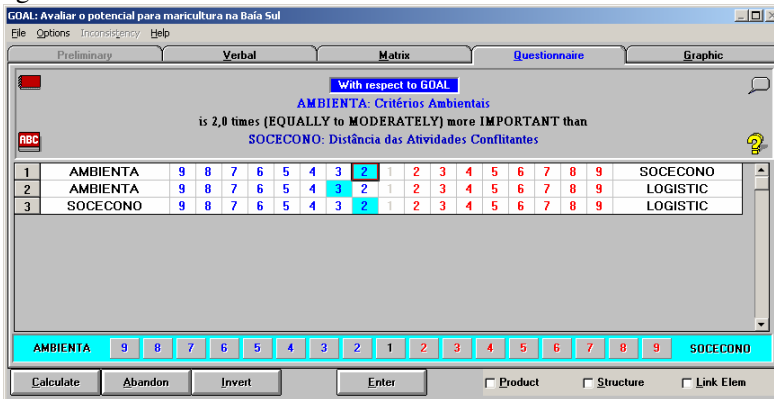 GOAL: Avaliar o potencial para maricultura na Baía Sul
File Options Inconsistency Help
Preliminary Verbal Matrix Questionnaire Graphic
With respect to GOAL
AMBIENTA: Critérios Ambientais
is 2,0 times (EQUALLY to MODERATELY) more IMPORTANT than
ABC SOCECONO: Distância das Atividades Conflitantes
1 AMBIENTA 9 8 7 6 5 4 3 2 1 2 3 4 5 6 7 8 9 SOCECONO
2 AMBIENTA 9 8 7 6 5 4 3 2 1 2 3 4 5 6 7 8 9 LOGISTIC
3 SOCECONO 9 8 7 6 5 4 3 2 1 2 3 4 5 6 7 8 9 LOGISTIC
AMBIENTA 9 8 7 6 5 4 3 2 1 2 3 4 5 6 7 8 9 SOCECONO
Calculate Abandon Invert Enter Product Structure Link Elem